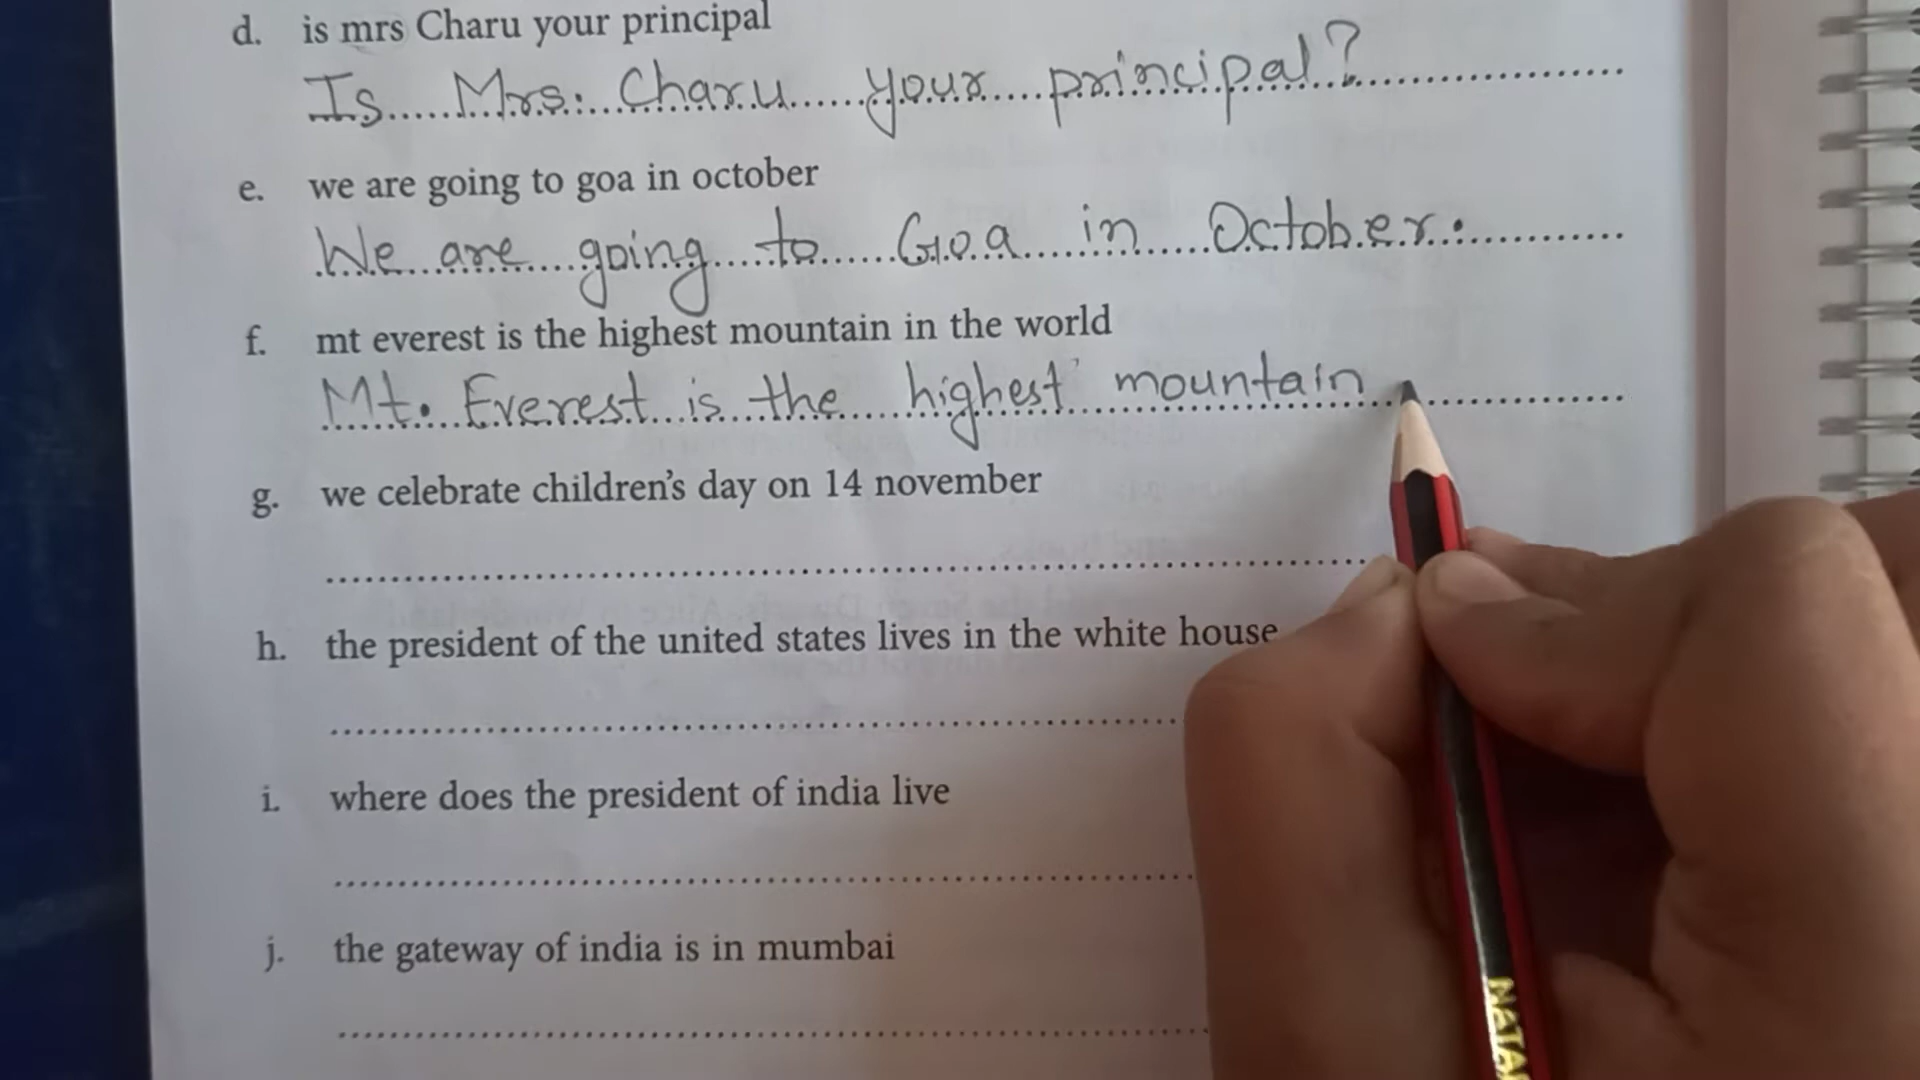 d. is mrs Charu your principal
Is Mrs. Charu your principal?
e. we are going to goa in october
We are going to Goa in October.
f. mt everest is the highest mountain in the world
Mt. Everest is the highest mountain
g. we celebrate children's day on 14 november
h. the president of the united states lives in the white house
i. where does the president of india live
j. the gateway of india is in mumbai